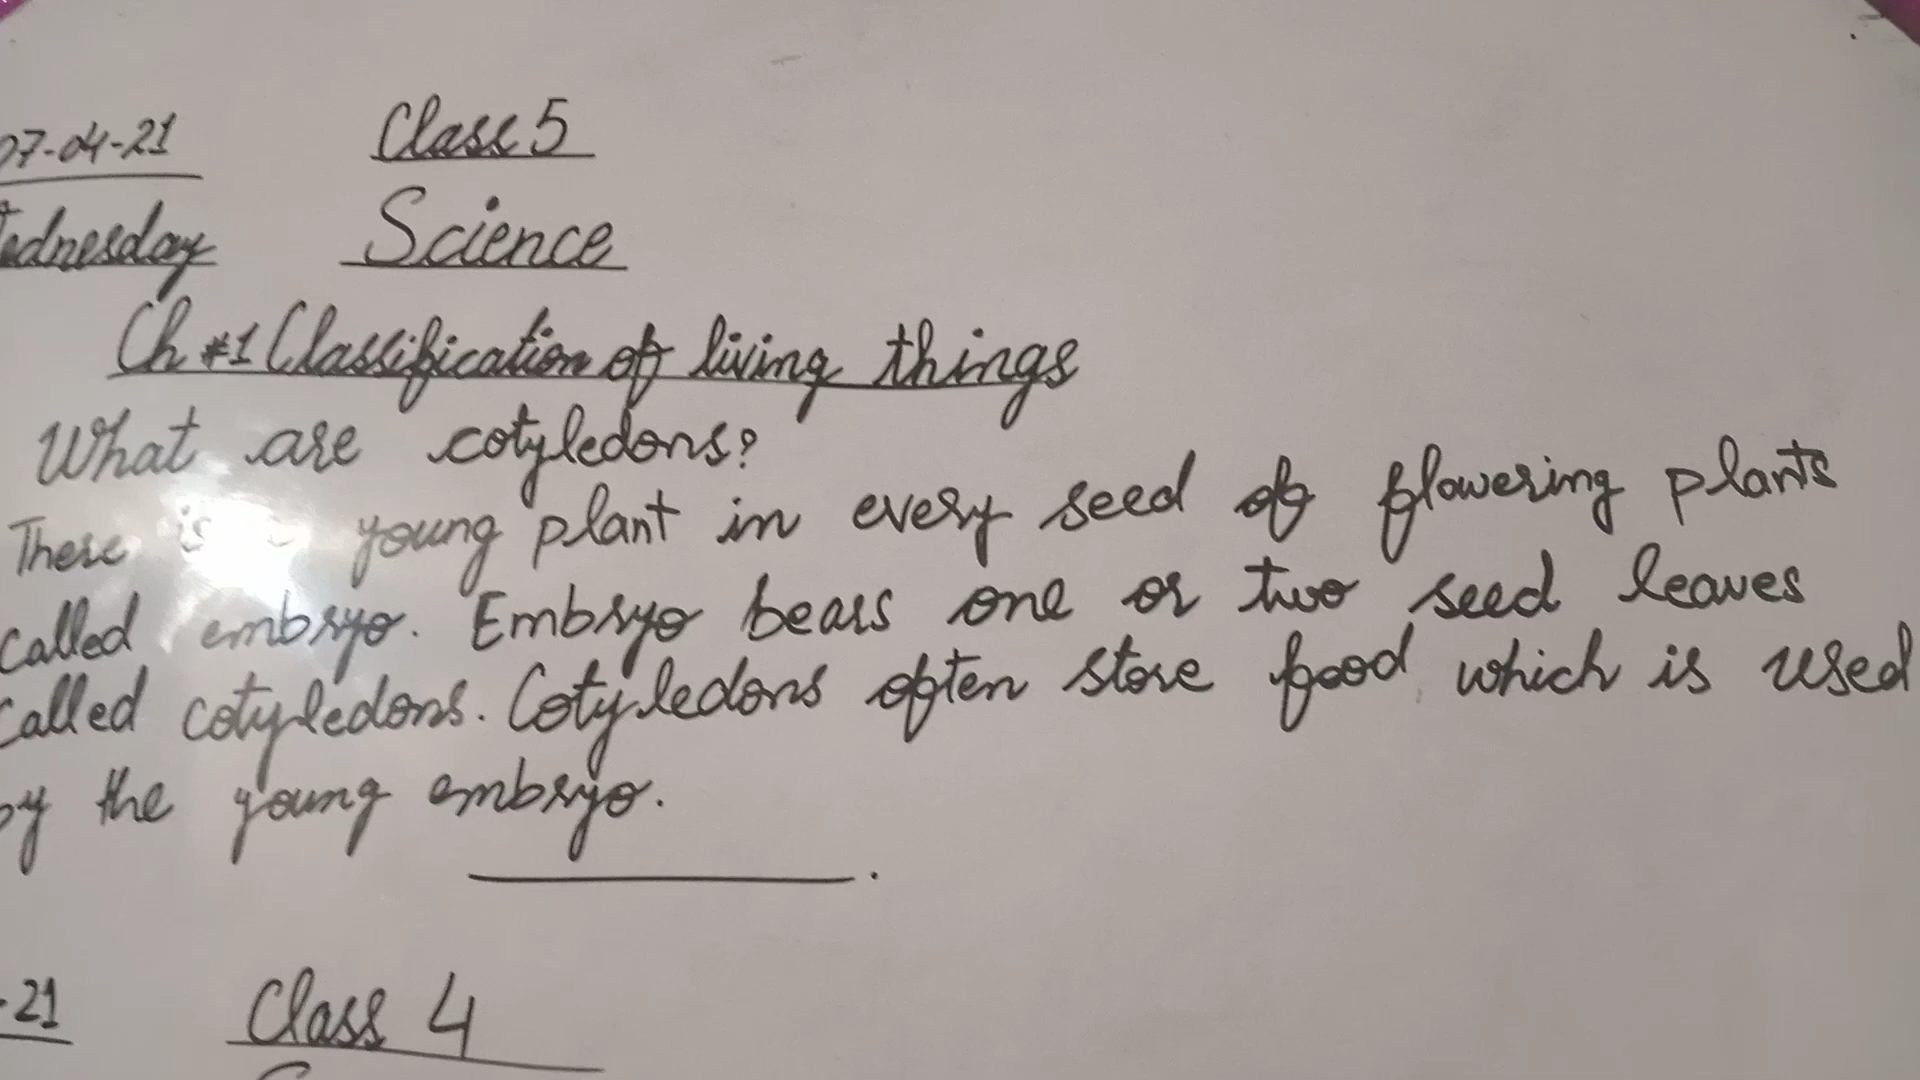 07-04-21 Class 5
Wednesday Science
Ch #1 Classification of living things
What are cotyledons?
There is a young plant in every seed of flowering plants
called embryo. Embryo bears one or two seed leaves
called cotyledons. Cotyledons often store food which is used
by the young embryo.
-21 Class 4